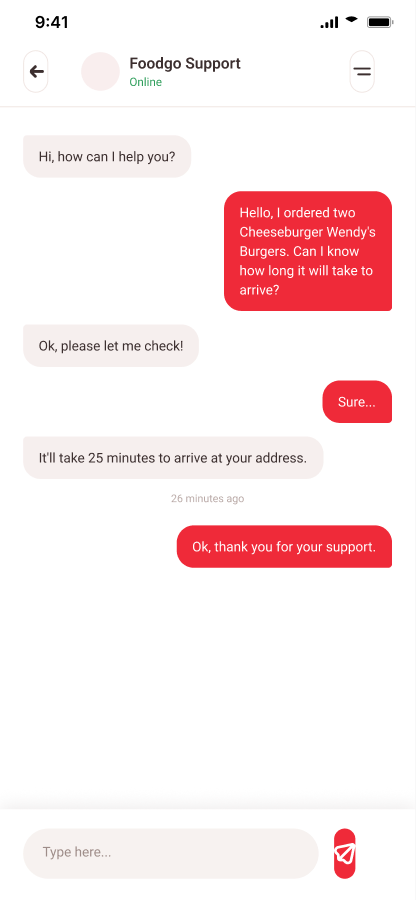 9:41
Foodgo Support
Online
Hi, how can I help you?
Hello, I ordered two
Cheeseburger Wendy's
Burgers. Can I know
how long it will take to
arrive?
Ok, please let me check!
Sure...
It'll take 25 minutes to arrive at your address.
26 minutes ago
Ok, thank you for your support.
Type here...